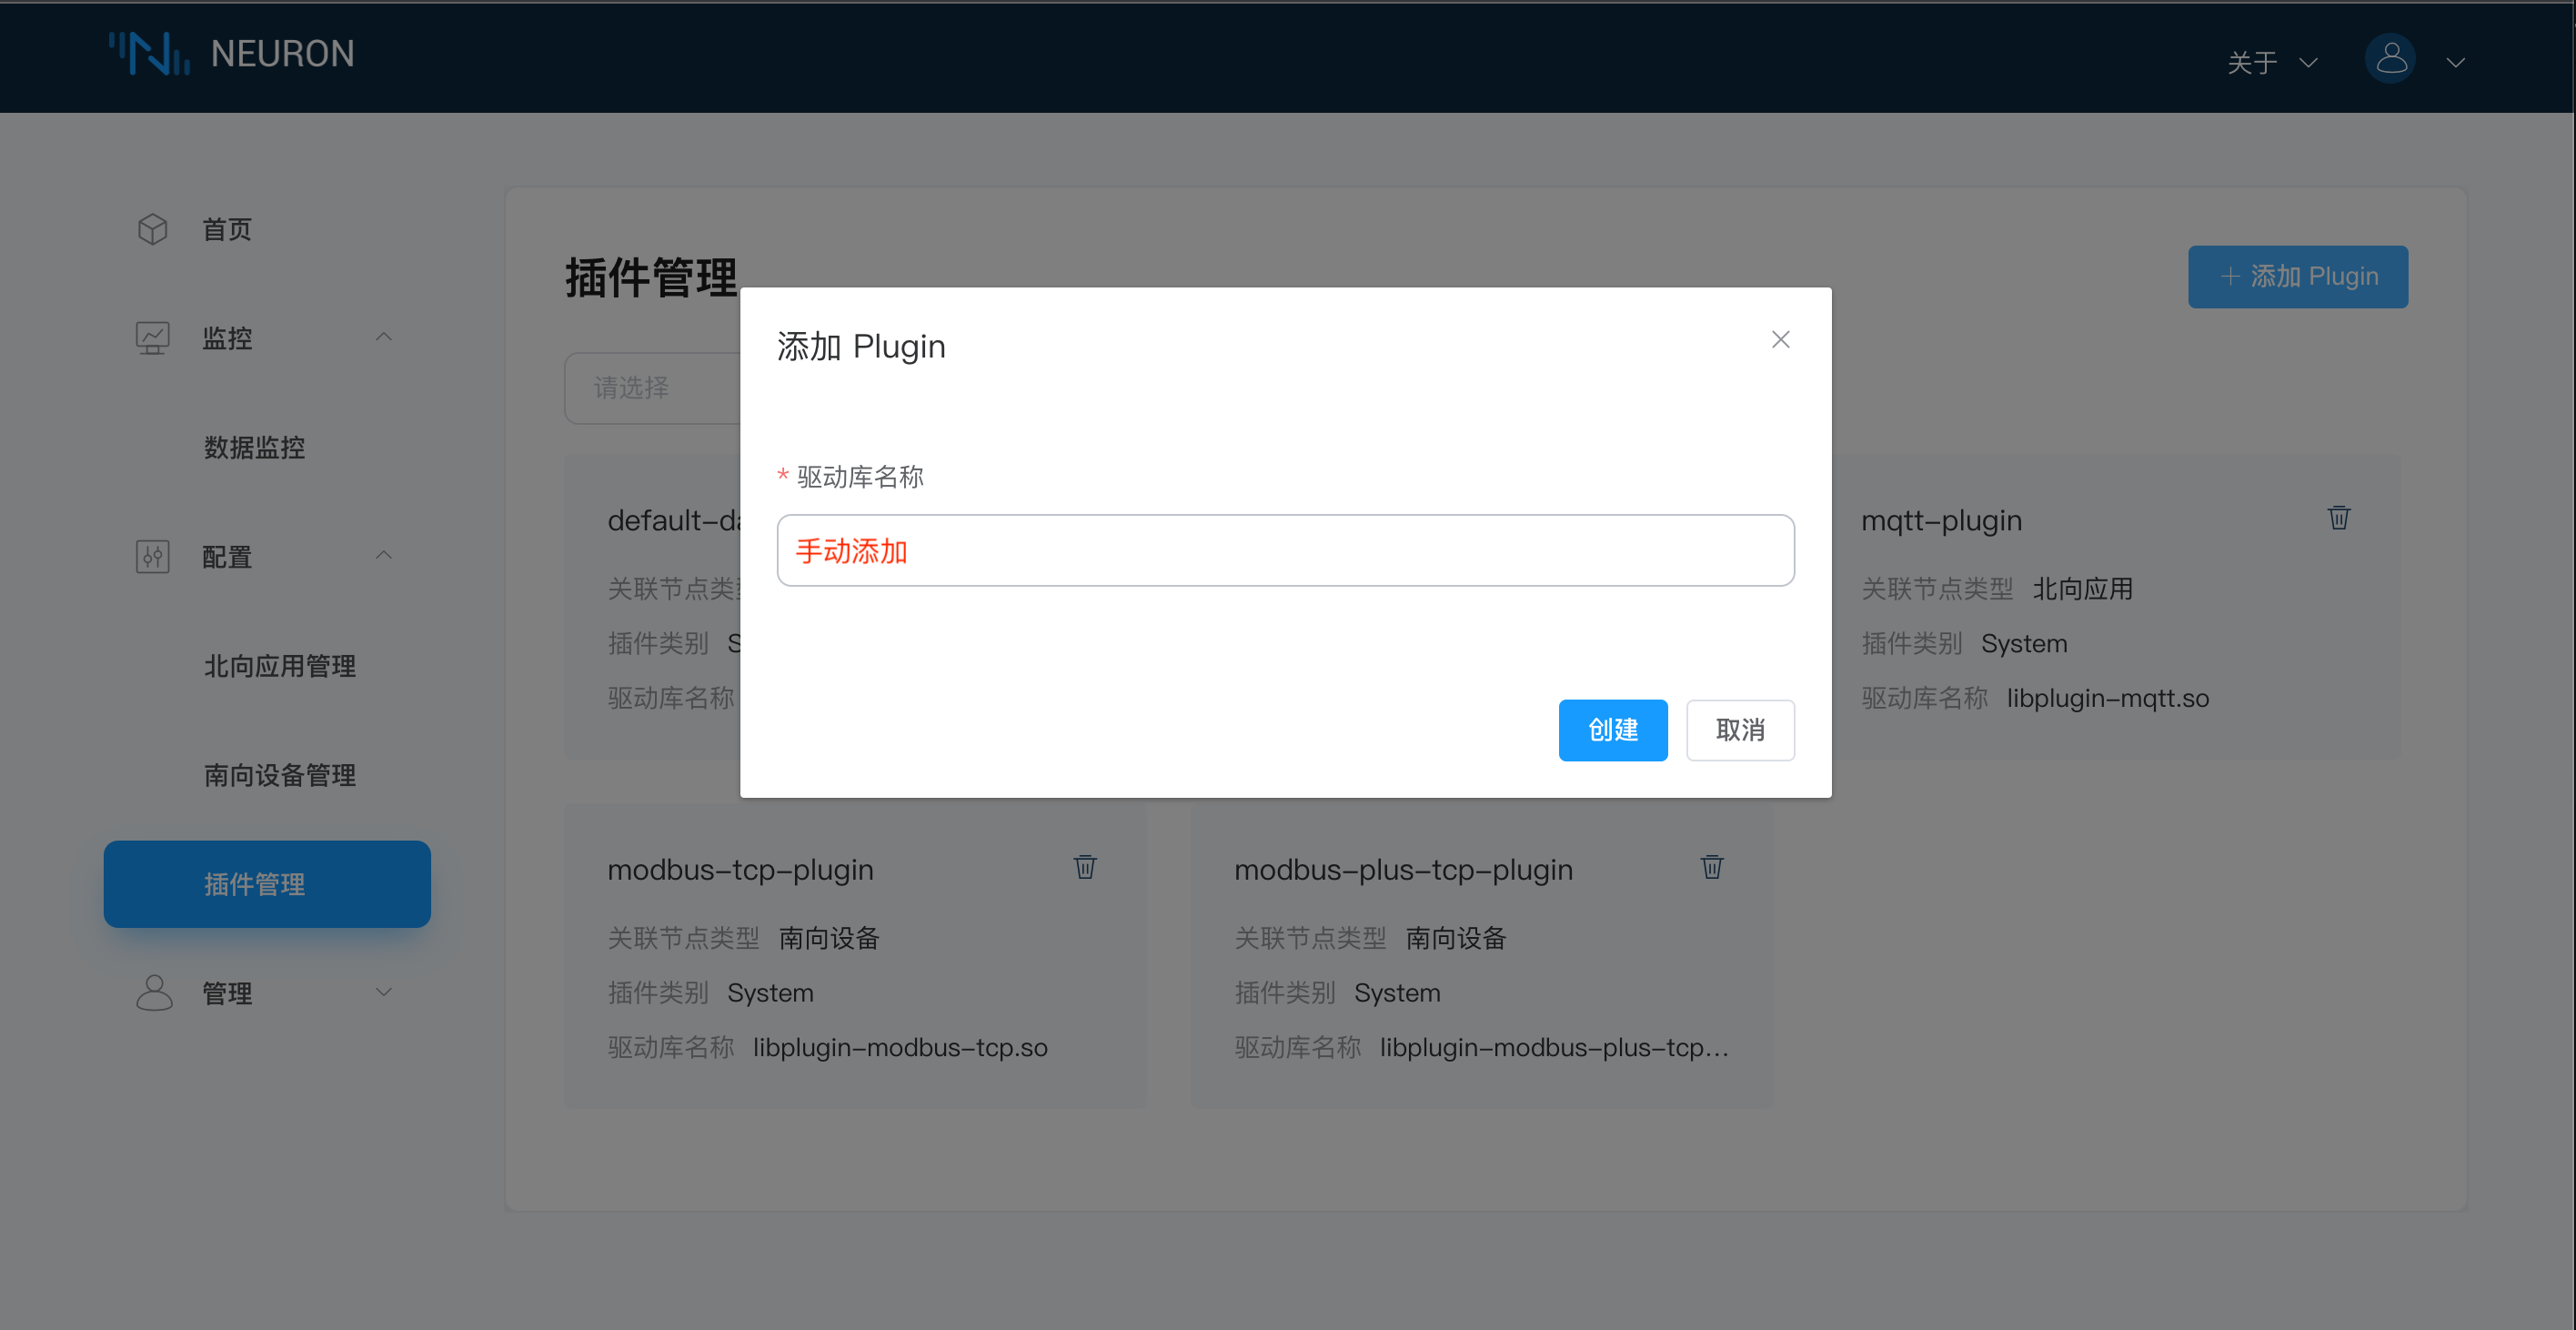 NEURON
关于
首页
监控
数据监控
配置
北向应用管理
南向设备管理
插件管理
管理
插件管理
+ 添加 Plugin
请选择
添加 Plugin
* 驱动库名称
手动添加
创建
取消
default-da
关联节点类
插件类别 S
驱动库名称
mqtt-plugin
关联节点类型 北向应用
插件类别 System
驱动库名称 libplugin-mqtt.so
modbus-tcp-plugin
关联节点类型 南向设备
插件类别 System
驱动库名称 libplugin-modbus-tcp.so
modbus-plus-tcp-plugin
关联节点类型 南向设备
插件类别 System
驱动库名称 libplugin-modbus-plus-tcp...